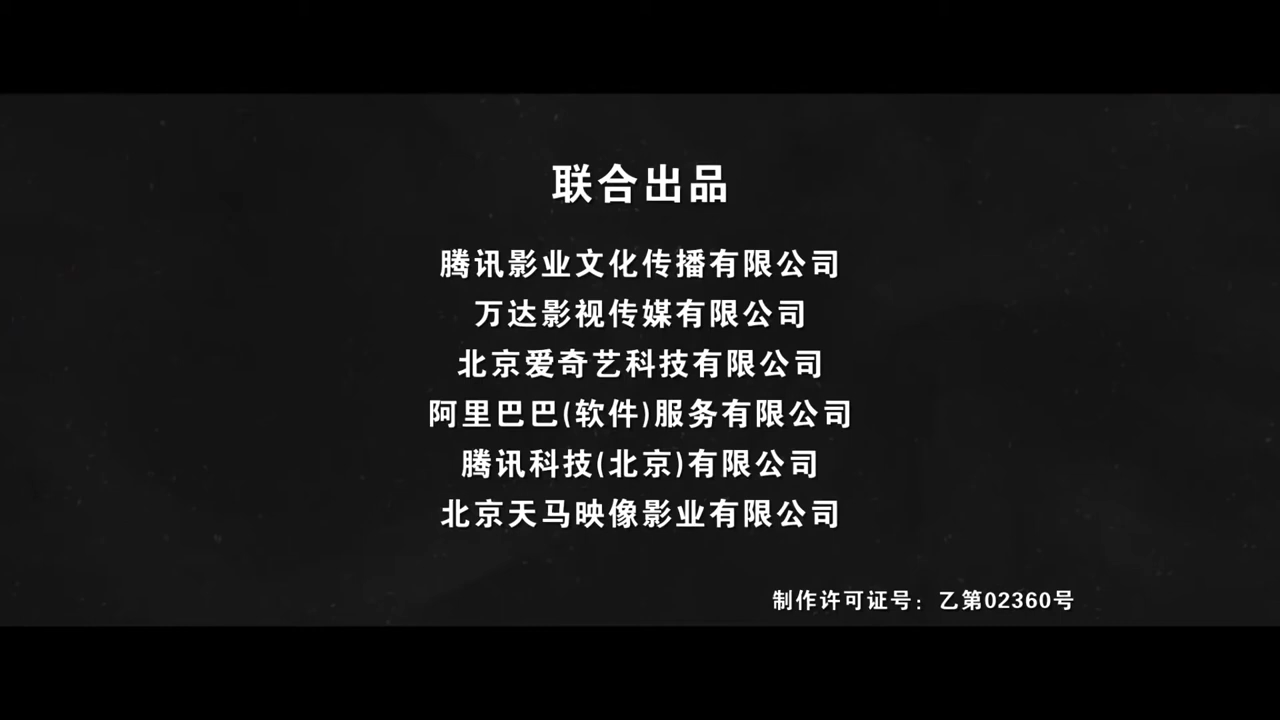 联合出品
腾讯影业文化传播有限公司
万达影视传媒有限公司
北京爱奇艺科技有限公司
阿里巴巴(软件)服务有限公司
腾讯科技(北京)有限公司
北京天马映像影业有限公司
制作许可证号：乙第02360号